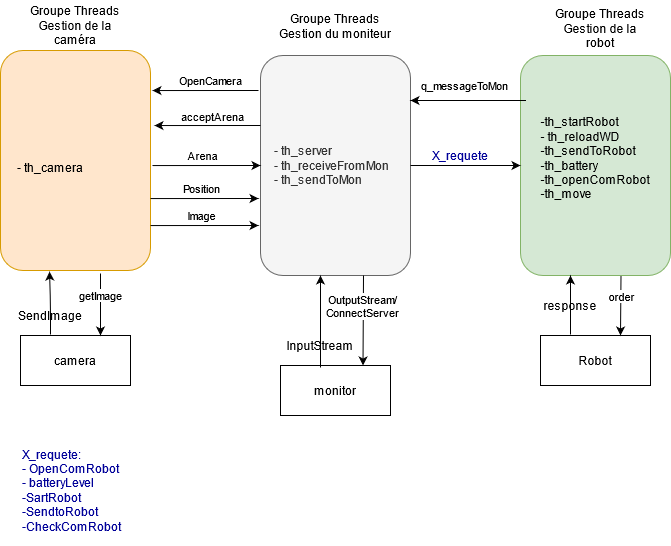 Groupe Threads
Gestion de la
caméra
Groupe Threads
Gestion du moniteur
Groupe Threads
Gestion de la
robot
OpenCamera
acceptArena
Arena
Position
Image
q_messageToMon
X_requete
- th_camera
- th_server
- th_receiveFromMon
- th_sendToMon
-th_startRobot
- th_reloadWD
-th_sendToRobot
-th_battery
-th_openComRobot
-th_move
getImage
SendImage
OutputStream/
ConnectServer
InputStream
response
order
camera
monitor
Robot
X_requete:
- OpenComRobot
- batteryLevel
-SartRobot
-SendtoRobot
-CheckComRobot